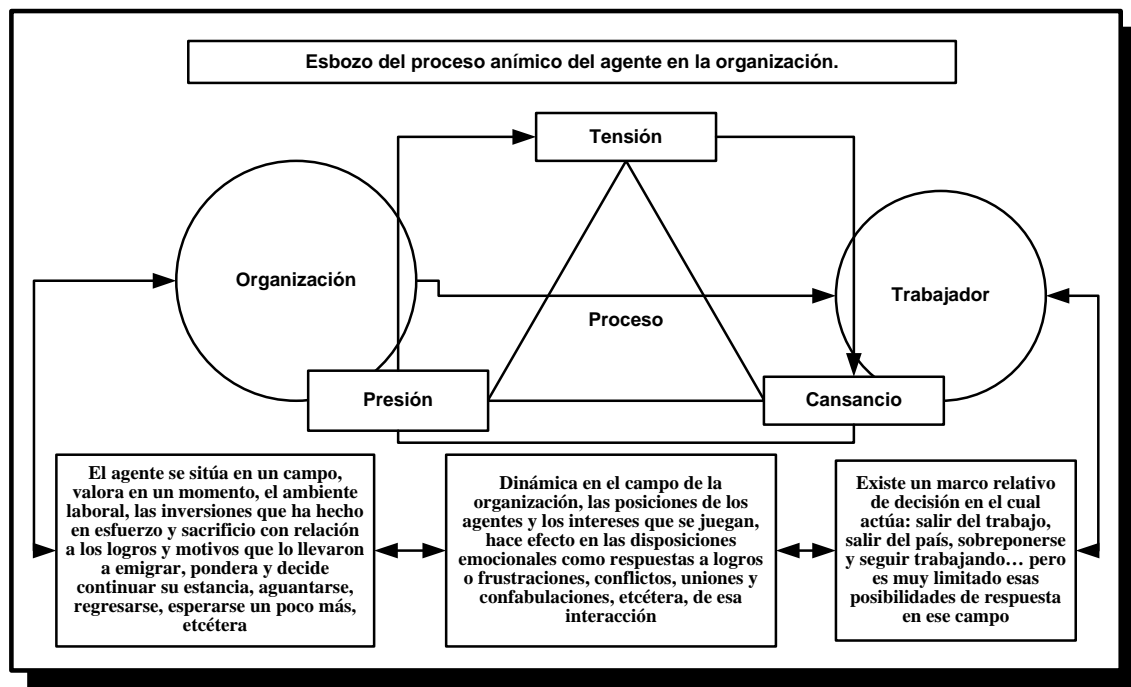 Esbozo del proceso anímico del agente en la organización.
Tensión
Organización
Trabajador
Proceso
Presión
Cansancio
El agente se sitúa en un campo,
valora en un momento, el ambiente
laboral, las inversiones que ha hecho
en esfuerzo y sacrificio con relación
a los logros y motivos que lo llevaron
a emigrar, pondera y decide
continuar su estancia, aguantarse,
regresarse, esperarse un poco más,
etcétera
Dinámica en el campo de la
organización, las posiciones de los
agentes y los intereses que se juegan,
hace efecto en las disposiciones
emocionales como respuestas a logros
o frustraciones, conflictos, uniones y
confabulaciones, etcétera, de esa
interacción
Existe un marco relativo
de decisión en el cual
actúa: salir del trabajo,
salir del país, sobreponerse
y seguir trabajando… pero
es muy limitado esas
posibilidades de respuesta
en ese campo